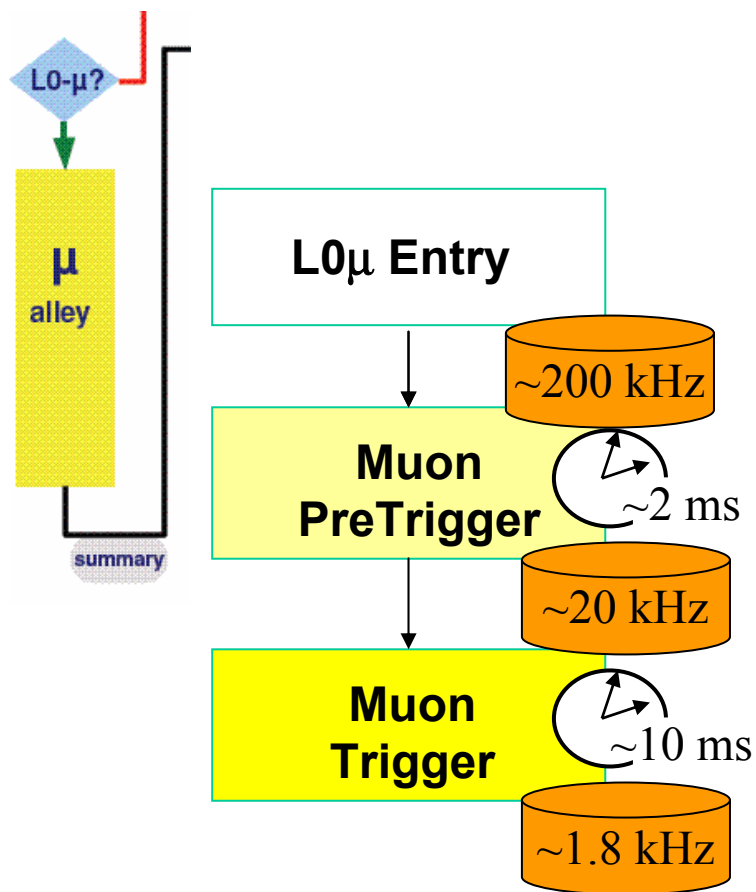 L0-μ?
μ
alley
summary
L0μ Entry
~200 kHz
Muon
PreTrigger
~2 ms
~20 kHz
Muon
Trigger
~10 ms
~1.8 kHz